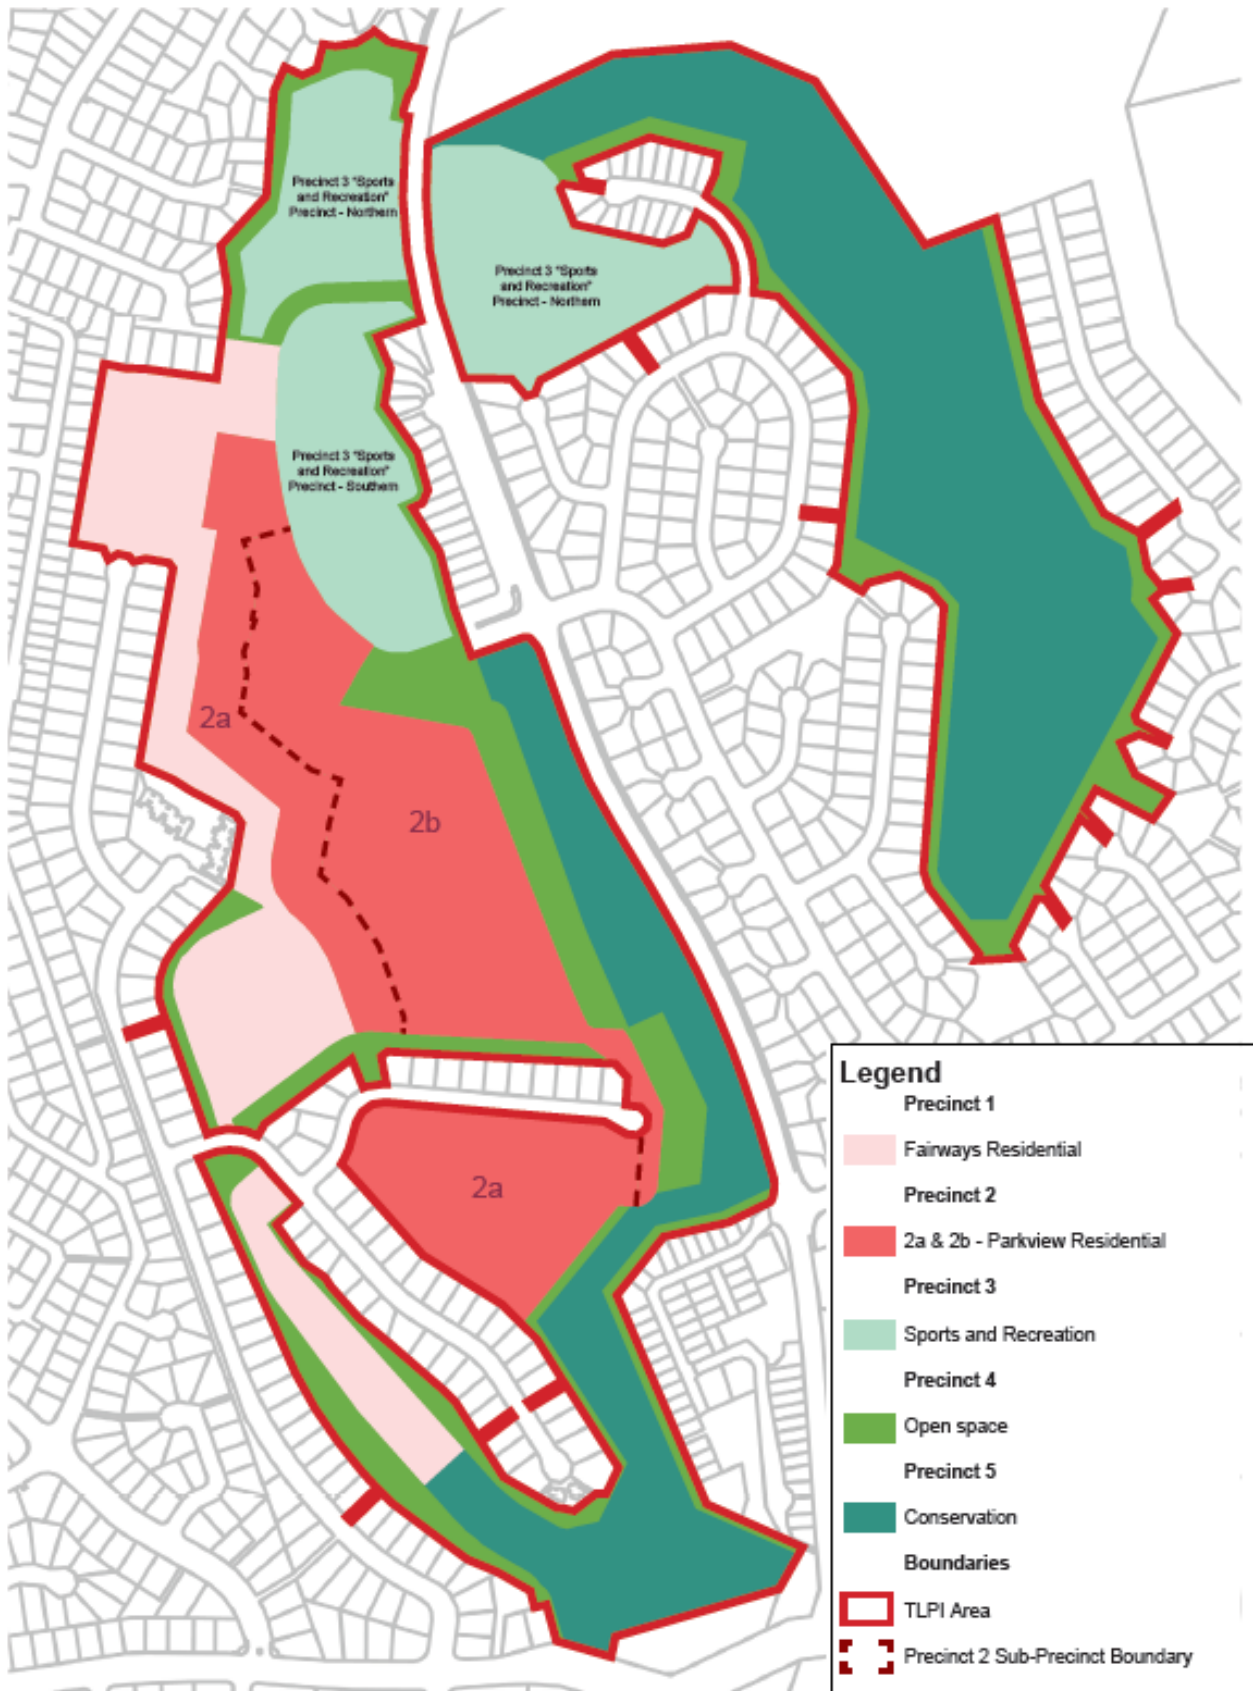 Precinct 3 "Sports
and Recreation"
Precinct - Northern
Precinct 3 "Sports
and Recreation"
Precinct - Northern
Precinct 3 "Sports
and Recreation"
Precinct - Southern
2a
2b
2a
Legend
Precinct 1
Fairways Residential
Precinct 2
2a & 2b - Parkview Residential
Precinct 3
Sports and Recreation
Precinct 4
Open space
Precinct 5
Conservation
Boundaries
TLPI Area
Precinct 2 Sub-Precinct Boundary